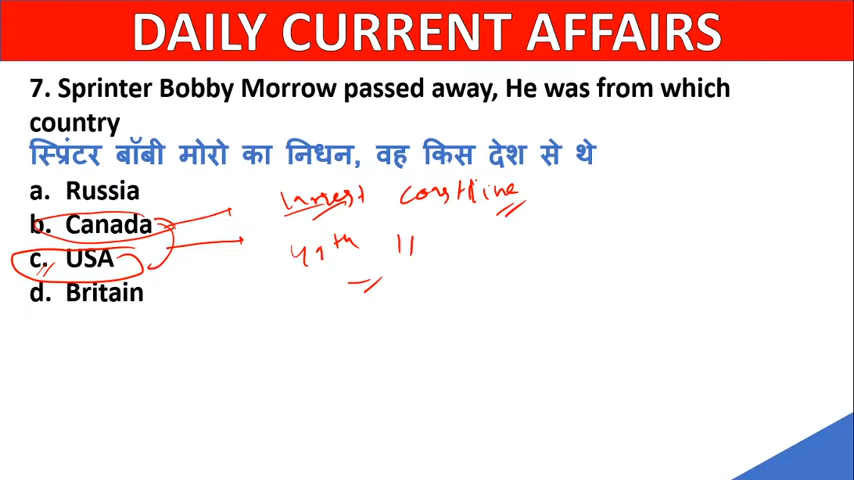 DAILY CURRENT AFFAIRS
7. Sprinter Bobby Morrow passed away, He was from which
country
स्प्रिंटर बॉबी मोरो का निधन, वह किस देश से थे
a. Russia
largest coastline
b. Canada
49th ||
c. USA
d. Britain